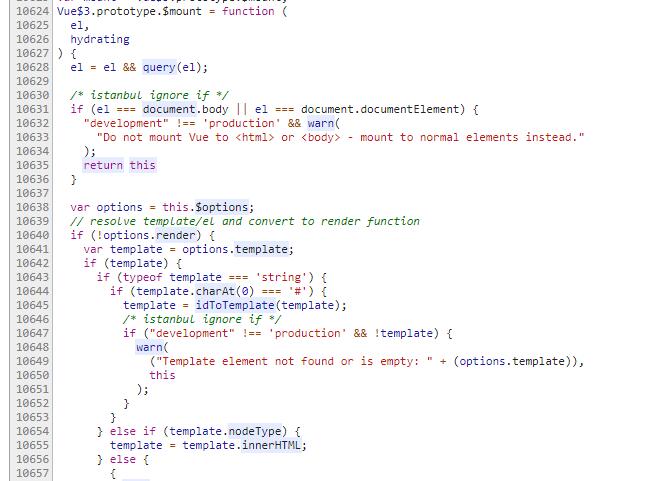 10624 Vue$3.prototype.$mount = function (
10625   el,
10626   hydrating
10627 ) {
10628   el = el && query(el);
10629
10630   /* istanbul ignore if */
10631   if (el === document.body || el === document.documentElement) {
10632     "development" !== 'production' && warn(
10633       "Do not mount Vue to <html> or <body> - mount to normal elements instead."
10634     );
10635     return this
10636   }
10637
10638   var options = this.$options;
10639   // resolve template/el and convert to render function
10640   if (!options.render) {
10641     var template = options.template;
10642     if (template) {
10643       if (typeof template === 'string') {
10644         if (template.charAt(0) === '#') {
10645           template = idToTemplate(template);
10646           /* istanbul ignore if */
10647           if ("development" !== 'production' && !template) {
10648             warn(
10649               ("Template element not found or is empty: " + (options.template)),
10650               this
10651             );
10652           }
10653         }
10654       } else if (template.nodeType) {
10655         template = template.innerHTML;
10656       } else {
10657         {